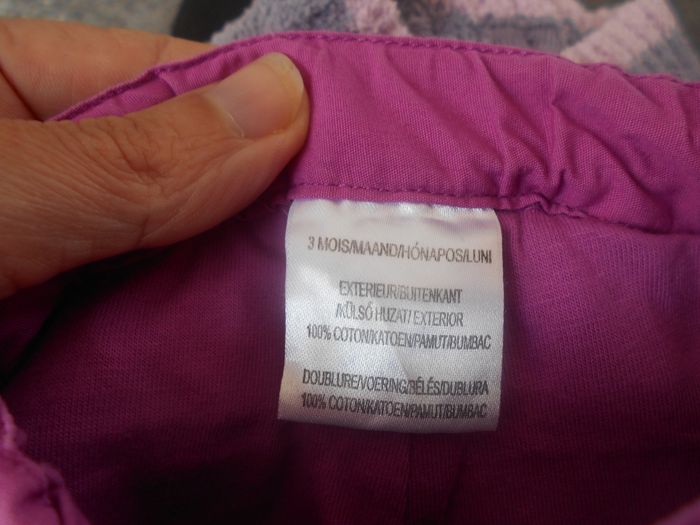 3 MOIS/MAAND/HÓNAPOS/LUNI
EXTERIEUR/BUITENKANT
/KÜLSŐ HUZAT/ EXTERIOR
100% COTON/KATOEN/PAMUT/BUMBAC
DOUBLURE/VOERING/BÉLÉS/DUBLURA
100% COTON/KATOEN/PAMUT/BUMBAC